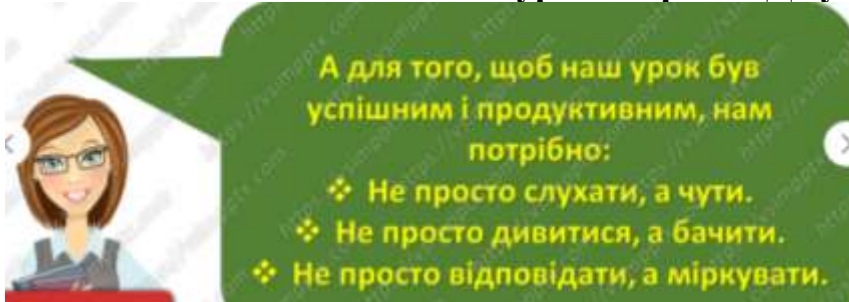 А для того, щоб наш урок був
успішним і продуктивним, нам
потрібно:
❖ Не просто слухати, а чути.
❖ Не просто дивитися, а бачити.
❖ Не просто відповідати, а міркувати.